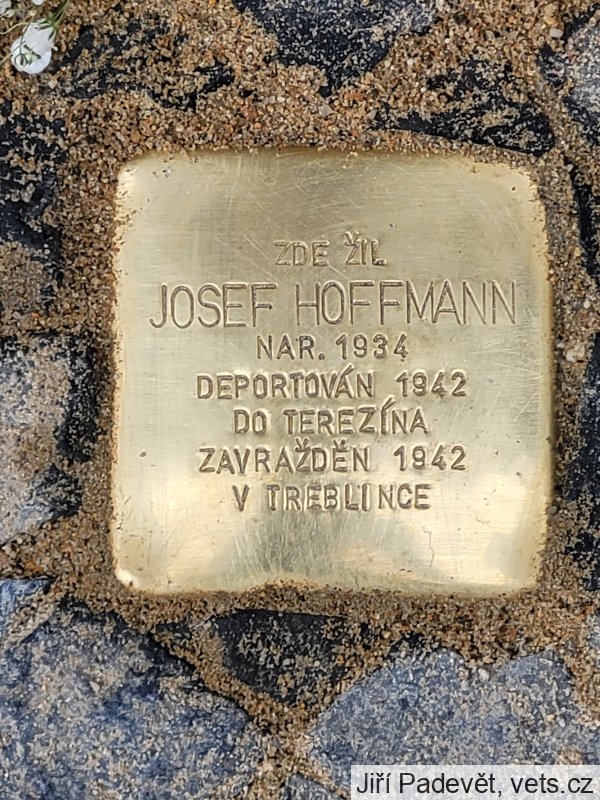 ZDE ŽIL
JOSEF HOFFMANN
NAR. 1934
DEPORTOVÁN 1942
DO TEREZÍNA
ZAVRAŽDĚN 1942
V TREBLINCE
Jiří Padevět, vets.cz